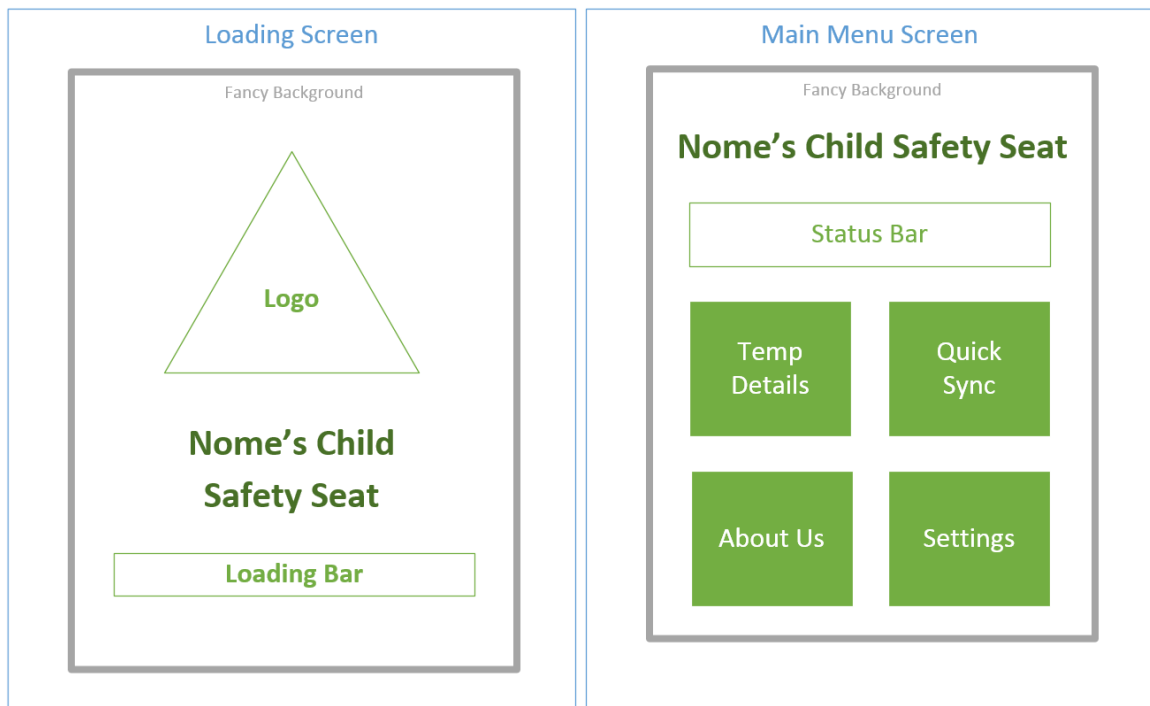 Loading Screen
Fancy Background
Logo
Nome’s Child
Safety Seat
Loading Bar
Main Menu Screen
Fancy Background
Nome’s Child Safety Seat
Status Bar
Temp
Details
Quick
Sync
About Us
Settings